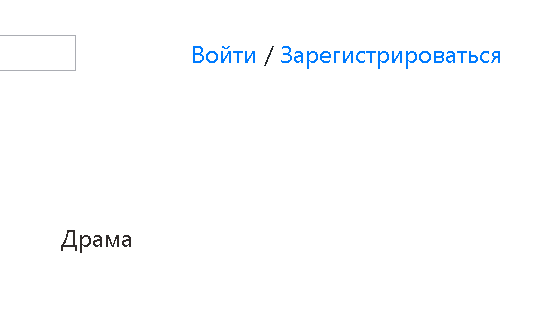 Войти / Зарегистрироваться
Драма